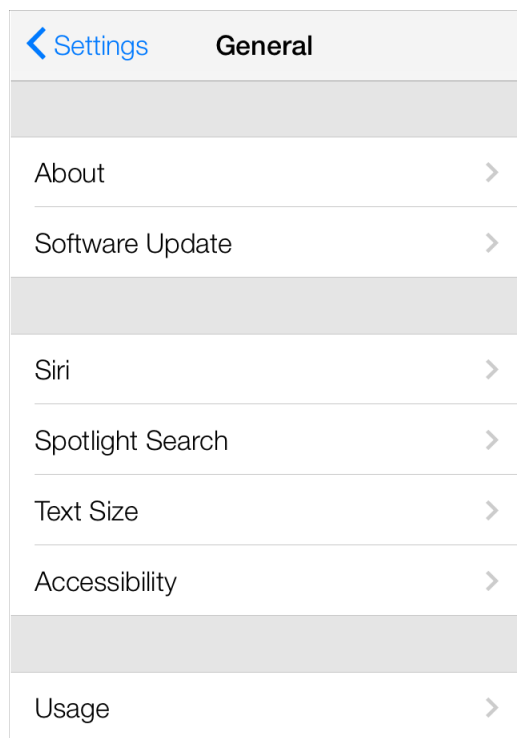 Settings General
About
Software Update
Siri
Spotlight Search
Text Size
Accessibility
Usage